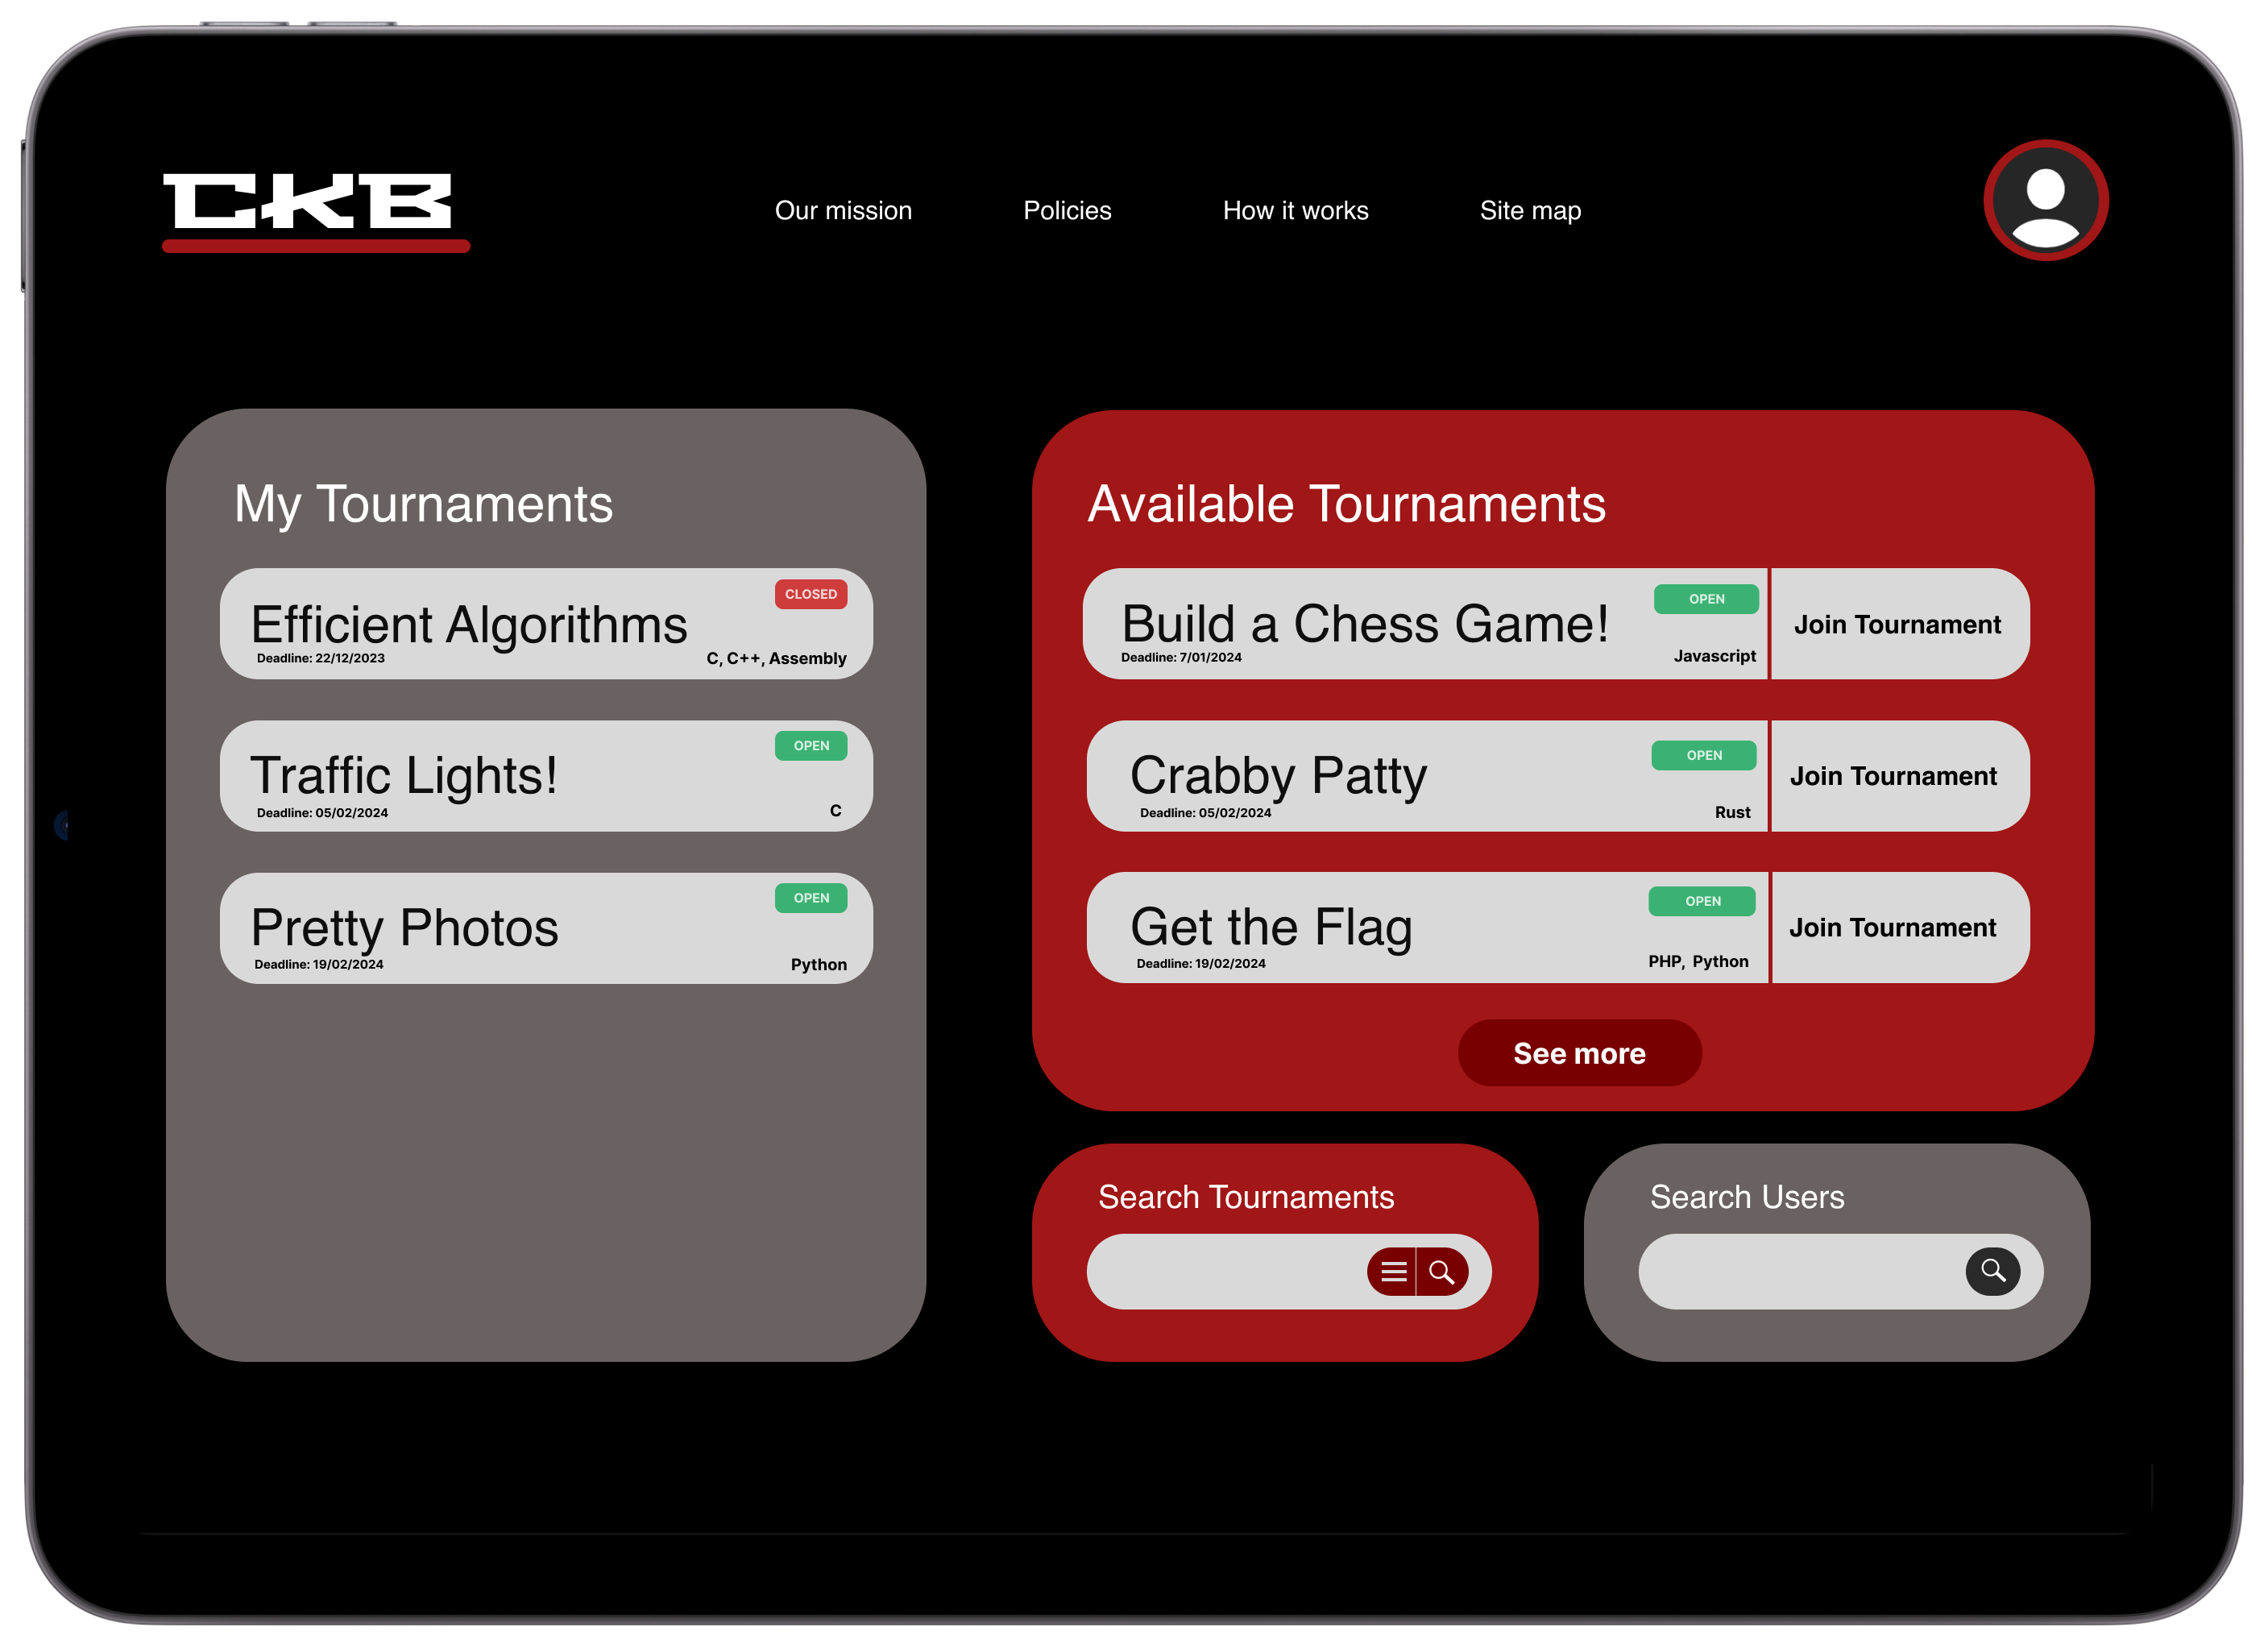 CKB
Our mission
Policies
How it works
Site map
My Tournaments
CLOSED
Efficient Algorithms
Deadline: 22/12/2023
C, C++, Assembly
OPEN
Traffic Lights!
Deadline: 05/02/2024
C
OPEN
Pretty Photos
Deadline: 19/02/2024
Python
Available Tournaments
OPEN
Build a Chess Game!
Join Tournament
Deadline: 7/01/2024
Javascript
OPEN
Crabby Patty
Join Tournament
Deadline: 05/02/2024
Rust
OPEN
Get the Flag
Join Tournament
Deadline: 19/02/2024
PHP, Python
See more
Search Tournaments
Search Users